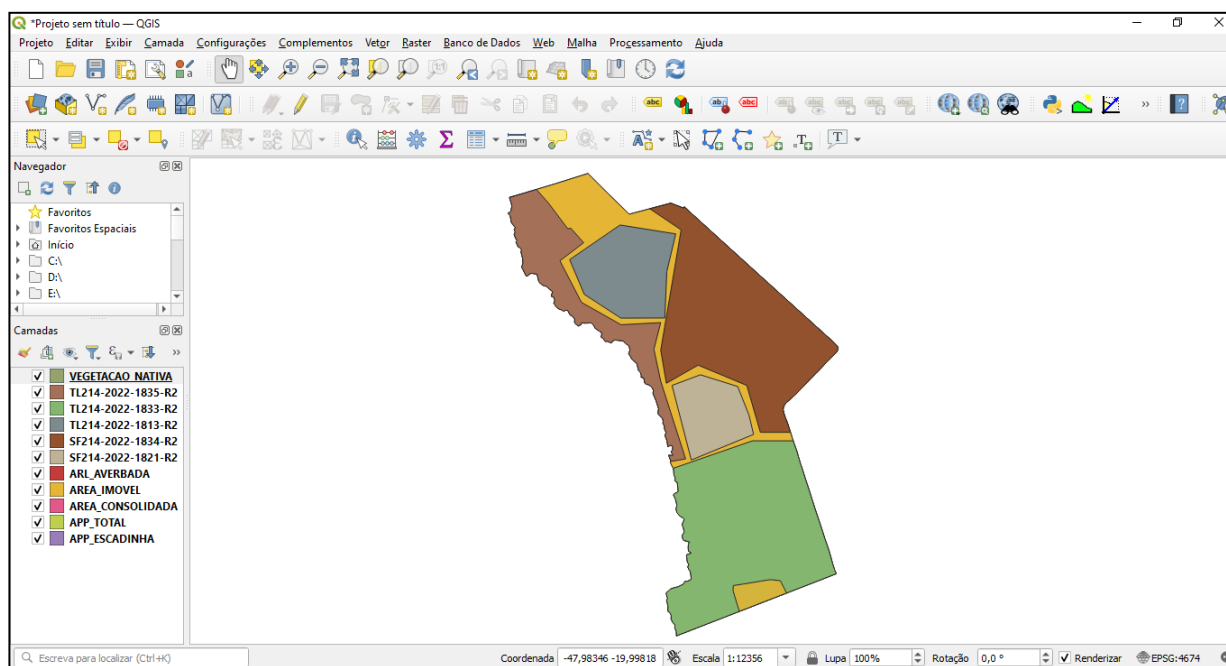 *Projeto sem título — QGIS
Projeto Editar Exibir Camada Configurações Complementos Vetor Raster Banco de Dados Web Malha Processamento Ajuda
Navegador
Favoritos
Favoritos Espaciais
Início
C:\
D:\
E:\
Camadas
VEGETACAO_NATIVA
TL214-2022-1835-R2
TL214-2022-1833-R2
TL214-2022-1813-R2
SF214-2022-1834-R2
SF214-2022-1821-R2
ARL_AVERBADA
AREA_IMOVEL
AREA_CONSOLIDADA
APP_TOTAL
APP_ESCADINHA
Escreva para localizar (Ctrl+K) Coordenada -47,98346 -19,99818 Escala 1:12356 Lupa 100% Rotação 0,0 ° Renderizar EPSG:4674